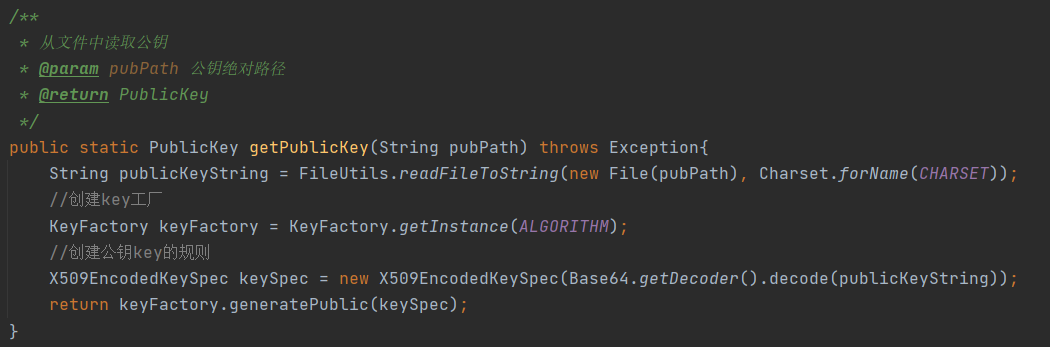 /**
 * 从文件中读取公钥
 * @param pubPath 公钥绝对路径
 * @return PublicKey
 */
public static PublicKey getPublicKey(String pubPath) throws Exception{
    String publicKeyString = FileUtils.readFileToString(new File(pubPath), Charset.forName(CHARSET));
    //创建key工厂
    KeyFactory keyFactory = KeyFactory.getInstance(ALGORITHM);
    //创建公钥key的规则
    X509EncodedKeySpec keySpec = new X509EncodedKeySpec(Base64.getDecoder().decode(publicKeyString));
    return keyFactory.generatePublic(keySpec);
}